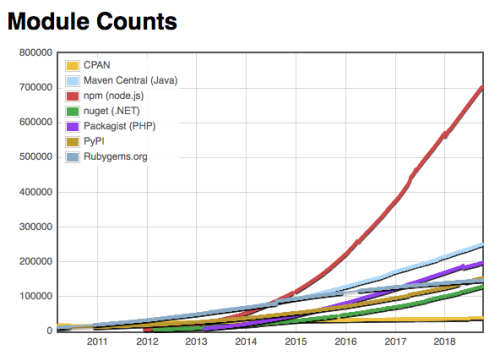 Module Counts
800000
700000
600000
500000
400000
300000
200000
100000
0
CPAN
Maven Central (Java)
npm (node.js)
nuget (.NET)
Packagist (PHP)
PyPI
Rubygems.org
2011 2012 2013 2014 2015 2016 2017 2018